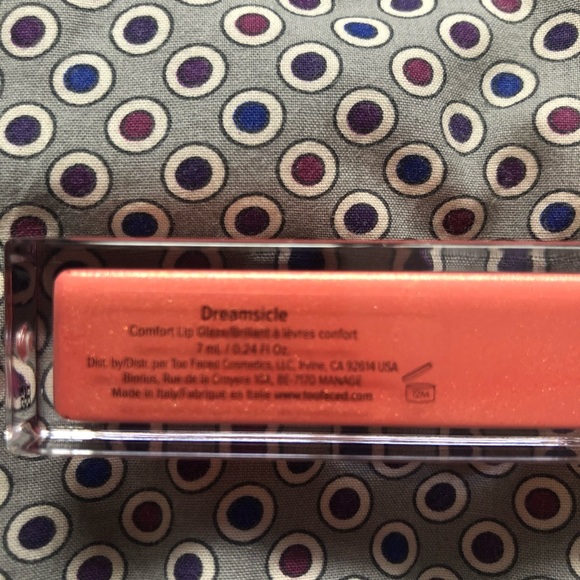 Dreamsicle
Comfort Lip Glaze/Brillant à lèvres confort
7 mL / 0.24 Fl Oz.
Dist. by/Distr. par Too Faced Cosmetics, LLC, Irvine, CA 92614 USA
Biorius, Rue de la Croyere 10A, BE-7170 MANAGE
Made in Italy/Fabriqué en Italie www.toofaced.com
12M